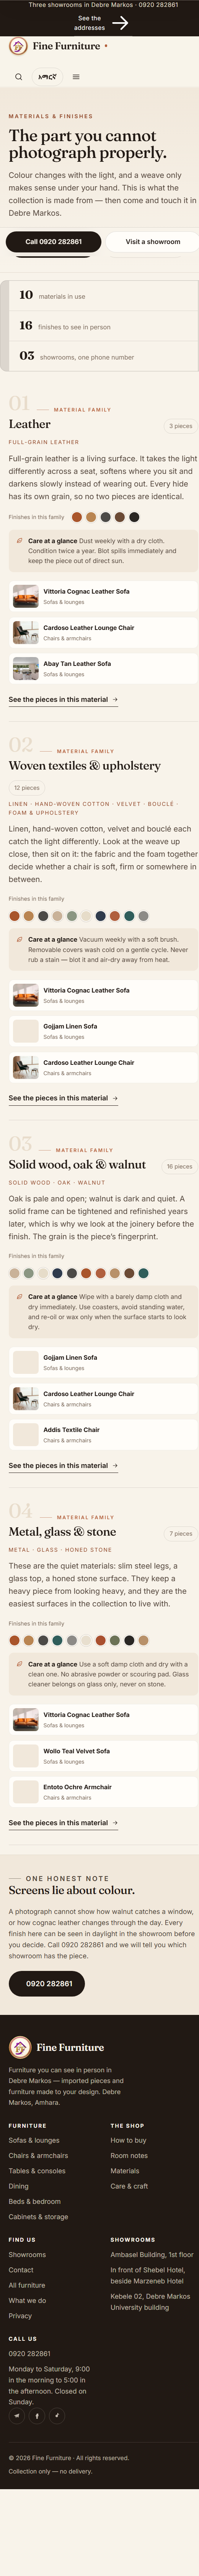 Three showrooms in Debre Markos · 0920 282861
See the
addresses
Fine Furniture
አማርኛ
MATERIALS & FINISHES
The part you cannot
photograph properly.
Colour changes with the light, and a weave only
makes sense under your hand. This is what the
collection is made from — then come and touch it in
Debre Markos.
Call 0920 282861
Visit a showroom
10 materials in use
16 finishes to see in person
03 showrooms, one phone number
01 MATERIAL FAMILY
Leather
3 pieces
FULL-GRAIN LEATHER
Full-grain leather is a living surface. It takes the light
differently across a seat, softens where you sit and
darkens slowly instead of wearing out. Every hide
has its own grain, so no two pieces are identical.
Finishes in this family
Care at a glance Dust weekly with a dry cloth.
Condition twice a year. Blot spills immediately and
keep the piece out of direct sun.
Vittoria Cognac Leather Sofa
Sofas & lounges
Cardoso Leather Lounge Chair
Chairs & armchairs
Abay Tan Leather Sofa
Sofas & lounges
See the pieces in this material →
02 MATERIAL FAMILY
Woven textiles & upholstery
12 pieces
LINEN · HAND-WOVEN COTTON · VELVET · BOUCLÉ ·
FOAM & UPHOLSTERY
Linen, hand-woven cotton, velvet and bouclé each
catch the light differently. Look at the weave up
close, then sit on it: the fabric and the foam together
decide whether a chair is soft, firm or somewhere in
between.
Finishes in this family
Care at a glance Vacuum weekly with a soft brush.
Removable covers wash cold on a gentle cycle. Never
rub a stain — blot it and air-dry away from heat.
Vittoria Cognac Leather Sofa
Sofas & lounges
Gojjam Linen Sofa
Sofas & lounges
Cardoso Leather Lounge Chair
Chairs & armchairs
See the pieces in this material →
03 MATERIAL FAMILY
Solid wood, oak & walnut
16 pieces
SOLID WOOD · OAK · WALNUT
Oak is pale and open; walnut is dark and quiet. A
solid frame can be tightened and refinished years
later, which is why we look at the joinery before the
finish. The grain is the piece's fingerprint.
Finishes in this family
Care at a glance Wipe with a barely damp cloth and
dry immediately. Use coasters, avoid standing water,
and re-oil or wax only when the surface starts to look
dry.
Gojjam Linen Sofa
Sofas & lounges
Cardoso Leather Lounge Chair
Chairs & armchairs
Addis Textile Chair
Chairs & armchairs
See the pieces in this material →
04 MATERIAL FAMILY
Metal, glass & stone
7 pieces
METAL · GLASS · HONED STONE
These are the quiet materials: slim steel legs, a
glass top, a honed stone surface. They keep a
heavy piece from looking heavy, and they are the
easiest surfaces in the collection to live with.
Finishes in this family
Care at a glance Use a soft damp cloth and dry with a
clean one. No abrasive powder or scouring pad. Glass
cleaner belongs on glass only, never on stone.
Vittoria Cognac Leather Sofa
Sofas & lounges
Wollo Teal Velvet Sofa
Sofas & lounges
Entoto Ochre Armchair
Chairs & armchairs
See the pieces in this material →
ONE HONEST NOTE
Screens lie about colour.
A photograph cannot show how walnut catches a window,
or how cognac leather changes through the day. Every
finish here can be seen in daylight in the showroom before
you decide. Call 0920 282861 and we will tell you which
showroom has the piece.
0920 282861
Fine Furniture
Furniture you can see in person in
Debre Markos — imported pieces and
furniture made to your design. Debre
Markos, Amhara.
FURNITURE
Sofas & lounges
Chairs & armchairs
Tables & consoles
Dining
Beds & bedroom
Cabinets & storage
THE SHOP
How to buy
Room notes
Materials
Care & craft
FIND US
Showrooms
Contact
All furniture
What we do
Privacy
SHOWROOMS
Ambasel Building, 1st floor
In front of Shebel Hotel,
beside Marzeneb Hotel
Kebele 02, Debre Markos
University building
CALL US
0920 282861
Monday to Saturday, 9:00
in the morning to 5:00 in
the afternoon. Closed on
Sunday.
© 2026 Fine Furniture · All rights reserved.
Collection only — no delivery.